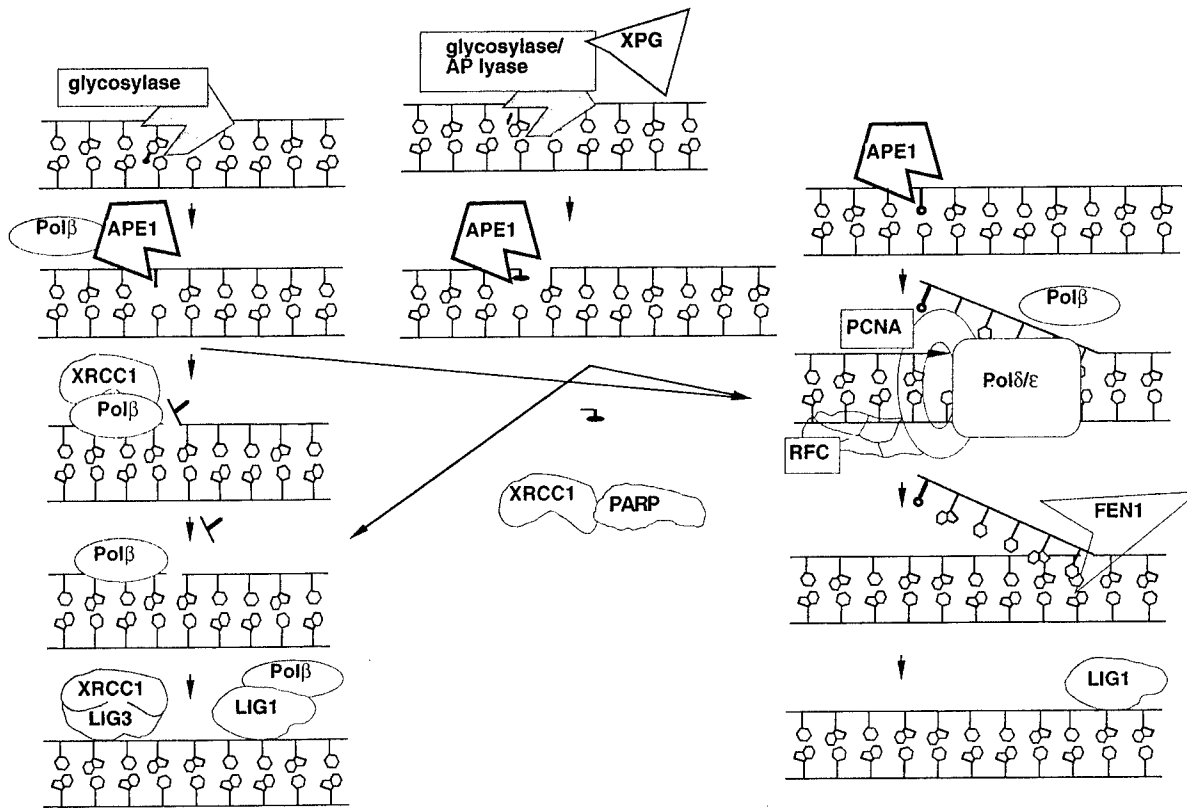 glycosylase
Polβ
APE1
XRCC1
Polβ
Polβ
XRCC1
LIG3
Polβ
LIG1
glycosylase/
AP lyase
XPG
APE1
XRCC1
PARP
APE1
Polβ
PCNA
Polδ/ε
RFC
FEN1
LIG1